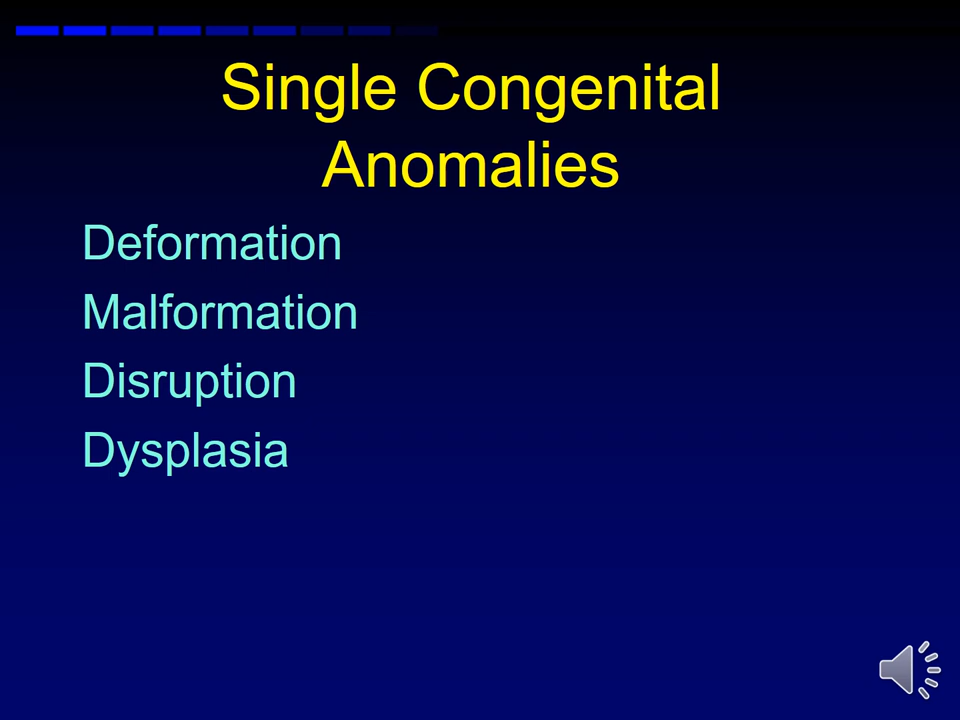 Single Congenital
Anomalies
Deformation
Malformation
Disruption
Dysplasia